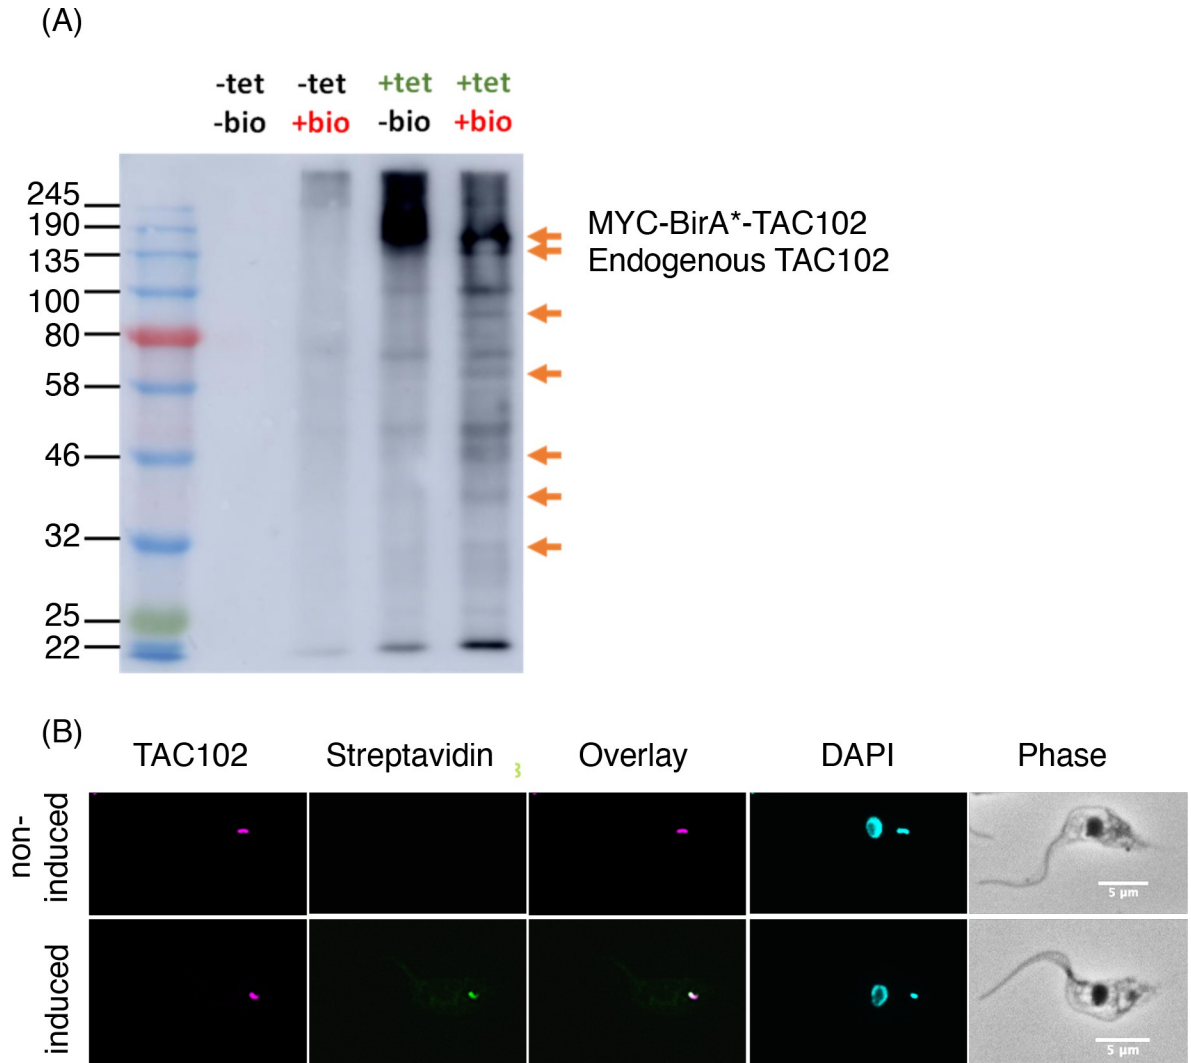 (A)
-tet -tet +tet +tet
-bio +bio -bio +bio
245
190
135
100
80
58
46
32
25
22
MYC-BirA*-TAC102
Endogenous TAC102
(B)
TAC102 Streptavidin Overlay DAPI Phase
non-
induced
5 µm
induced
5 µm